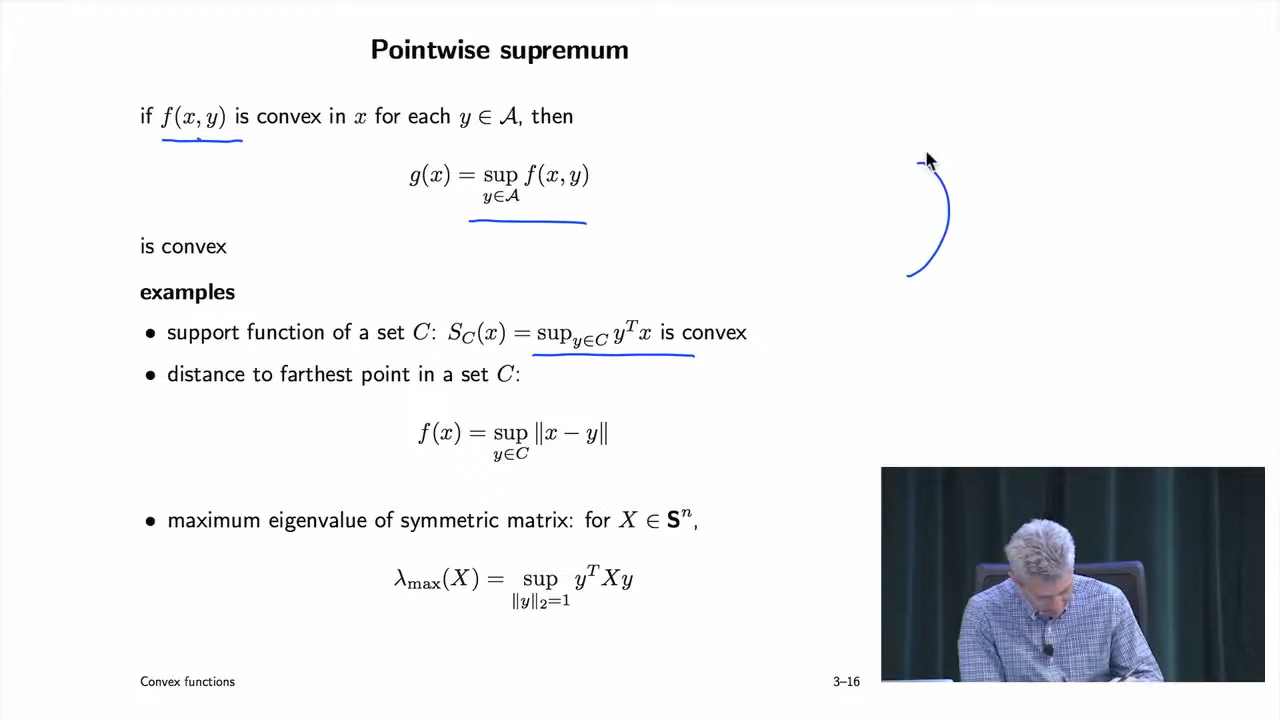 Pointwise supremum
if f(x, y) is convex in x for each y ∈ 𝒜, then
g(x) = sup_{y∈𝒜} f(x, y)
is convex
examples
• support function of a set C: S_C(x) = sup_{y∈C} y^T x is convex
• distance to farthest point in a set C:
f(x) = sup_{y∈C} ‖x − y‖
• maximum eigenvalue of symmetric matrix: for X ∈ S^n,
λ_max(X) = sup_{‖y‖_2=1} y^T X y
Convex functions 3–16